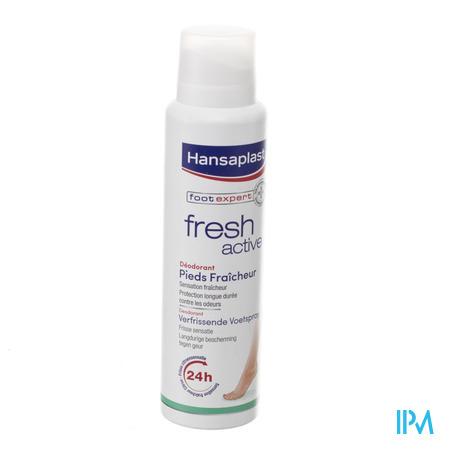 Hansaplast
foot expert
fresh
active
Déodorant
Pieds Fraîcheur
Sensation fraîcheur
Protection longue durée
contre les odeurs
Deodorant
Verfrissende Voetspray
Frisse sensatie
Langdurige bescherming
tegen geur
24h
IPM